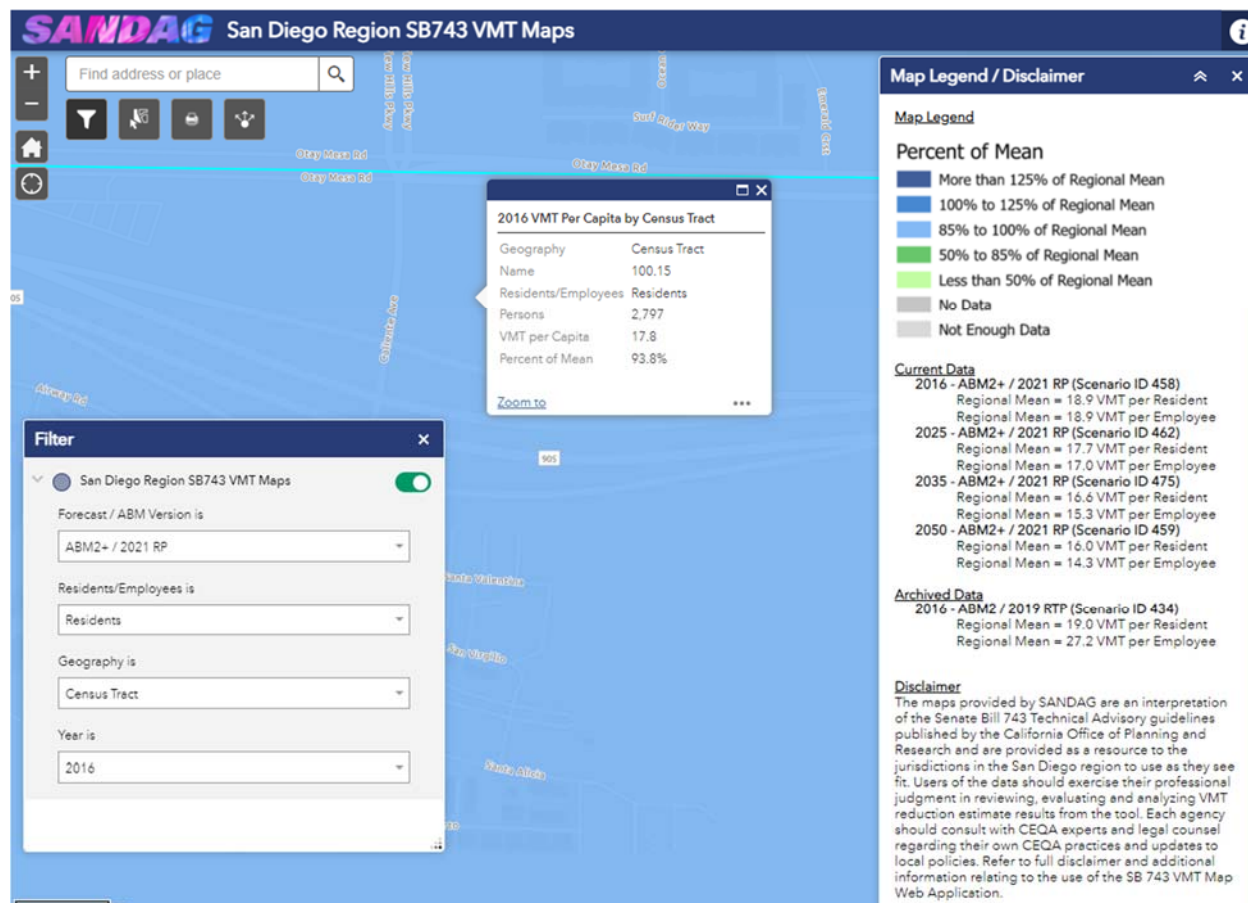 SANDAG San Diego Region SB743 VMT Maps
i
+
Find address or place
−
Surf Rider Way
Emerald Crst
Otay Mesa Rd
Otay Mesa Rd
Otay Mesa Rd
05
Caliente Ave
Airway Rd
905
Santa Valentina
San Virgilio
Santa Alicia
to
2016 VMT Per Capita by Census Tract
Geography Census Tract
Name 100.15
Residents/Employees Residents
Persons 2,797
VMT per Capita 17.8
Percent of Mean 93.8%
Zoom to
Filter
San Diego Region SB743 VMT Maps
Forecast / ABM Version is
ABM2+ / 2021 RP
Residents/Employees is
Residents
Geography is
Census Tract
Year is
2016
Map Legend / Disclaimer
Map Legend
Percent of Mean
More than 125% of Regional Mean
100% to 125% of Regional Mean
85% to 100% of Regional Mean
50% to 85% of Regional Mean
Less than 50% of Regional Mean
No Data
Not Enough Data
Current Data
2016 - ABM2+ / 2021 RP (Scenario ID 458)
Regional Mean = 18.9 VMT per Resident
Regional Mean = 18.9 VMT per Employee
2025 - ABM2+ / 2021 RP (Scenario ID 462)
Regional Mean = 17.7 VMT per Resident
Regional Mean = 17.0 VMT per Employee
2035 - ABM2+ / 2021 RP (Scenario ID 475)
Regional Mean = 16.6 VMT per Resident
Regional Mean = 15.3 VMT per Employee
2050 - ABM2+ / 2021 RP (Scenario ID 459)
Regional Mean = 16.0 VMT per Resident
Regional Mean = 14.3 VMT per Employee
Archived Data
2016 - ABM2 / 2019 RTP (Scenario ID 434)
Regional Mean = 19.0 VMT per Resident
Regional Mean = 27.2 VMT per Employee
Disclaimer
The maps provided by SANDAG are an interpretation
of the Senate Bill 743 Technical Advisory guidelines
published by the California Office of Planning and
Research and are provided as a resource to the
jurisdictions in the San Diego region to use as they see
fit. Users of the data should exercise their professional
judgment in reviewing, evaluating and analyzing VMT
reduction estimate results from the tool. Each agency
should consult with CEQA experts and legal counsel
regarding their own CEQA practices and updates to
local policies. Refer to full disclaimer and additional
information relating to the use of the SB 743 VMT Map
Web Application.